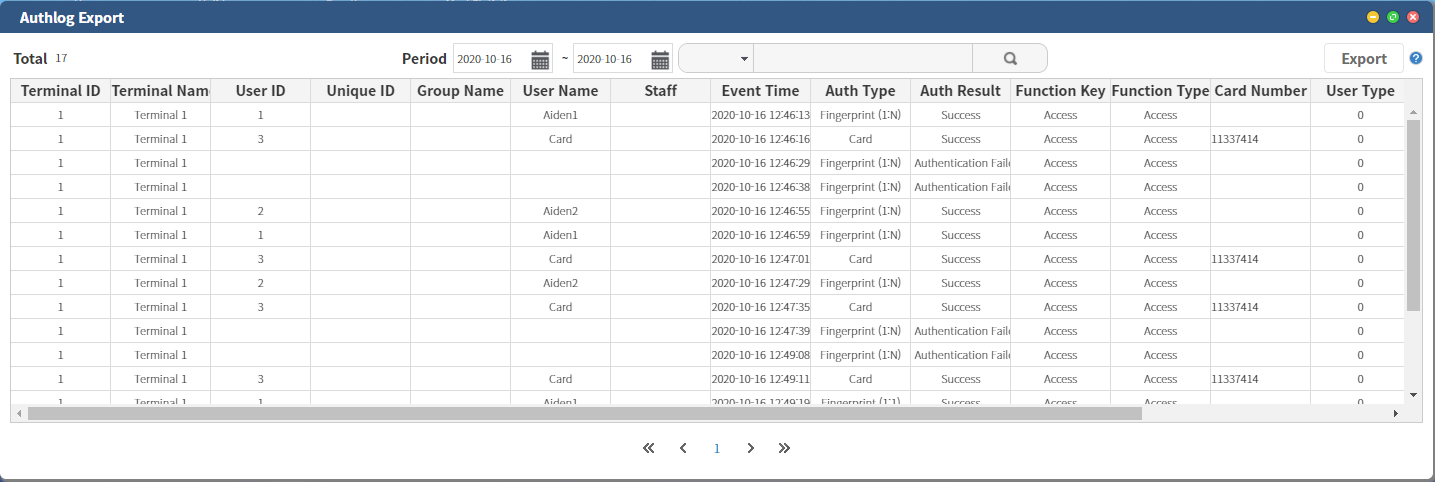 Authlog Export
Total 17 Period 2020-10-16 ~ 2020-10-16 Export ?
Terminal ID Terminal Nam User ID Unique ID Group Name User Name Staff Event Time Auth Type Auth Result Function Key Function Type Card Number User Type
1 Terminal 1 1 Aiden1 2020-10-16 12:46:13 Fingerprint (1:N) Success Access Access 0
1 Terminal 1 3 Card 2020-10-16 12:46:16 Card Success Access Access 11337414 0
1 Terminal 1 2020-10-16 12:46:29 Fingerprint (1:N) Authentication Faile Access Access 0
1 Terminal 1 2020-10-16 12:46:38 Fingerprint (1:N) Authentication Faile Access Access 0
1 Terminal 1 2 Aiden2 2020-10-16 12:46:55 Fingerprint (1:N) Success Access Access 0
1 Terminal 1 1 Aiden1 2020-10-16 12:46:59 Fingerprint (1:N) Success Access Access 0
1 Terminal 1 3 Card 2020-10-16 12:47:01 Card Success Access Access 11337414 0
1 Terminal 1 2 Aiden2 2020-10-16 12:47:29 Fingerprint (1:N) Success Access Access 0
1 Terminal 1 3 Card 2020-10-16 12:47:35 Card Success Access Access 11337414 0
1 Terminal 1 2020-10-16 12:47:39 Fingerprint (1:N) Authentication Faile Access Access 0
1 Terminal 1 2020-10-16 12:49:08 Fingerprint (1:N) Authentication Faile Access Access 0
1 Terminal 1 3 Card 2020-10-16 12:49:11 Card Success Access Access 11337414 0
1 Terminal 1 1 Aiden1 2020-10-16 12:49:19 Fingerprint (1:1) Success Access Access 0
1